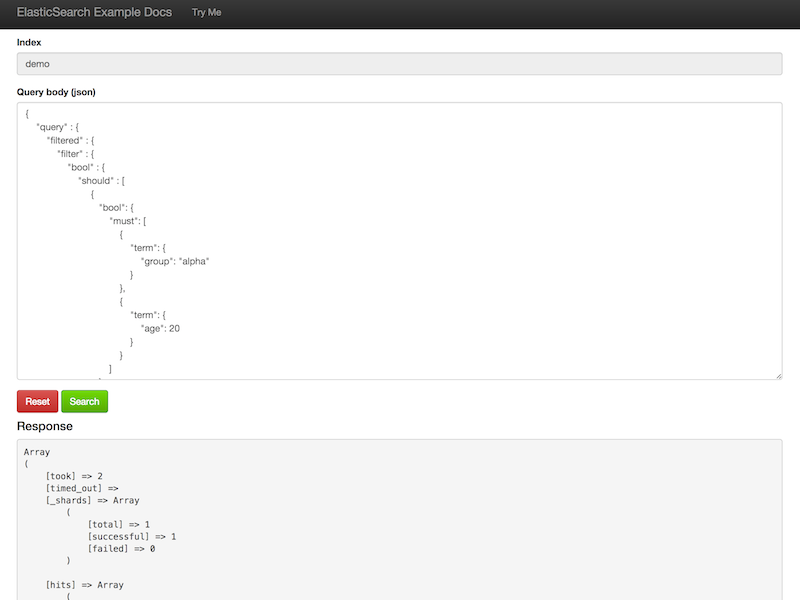 ElasticSearch Example Docs Try Me
Index
demo
Query body (json)
{
"query" : {
"filtered" : {
"filter" : {
"bool" : {
"should" : [
{
"bool": {
"must": [
{
"term": {
"group": "alpha"
}
},
{
"term": {
"age": 20
}
}
]
Reset Search
Response
Array
(
[took] => 2
[timed_out] =>
[_shards] => Array
(
[total] => 1
[successful] => 1
[failed] => 0
)
[hits] => Array
(